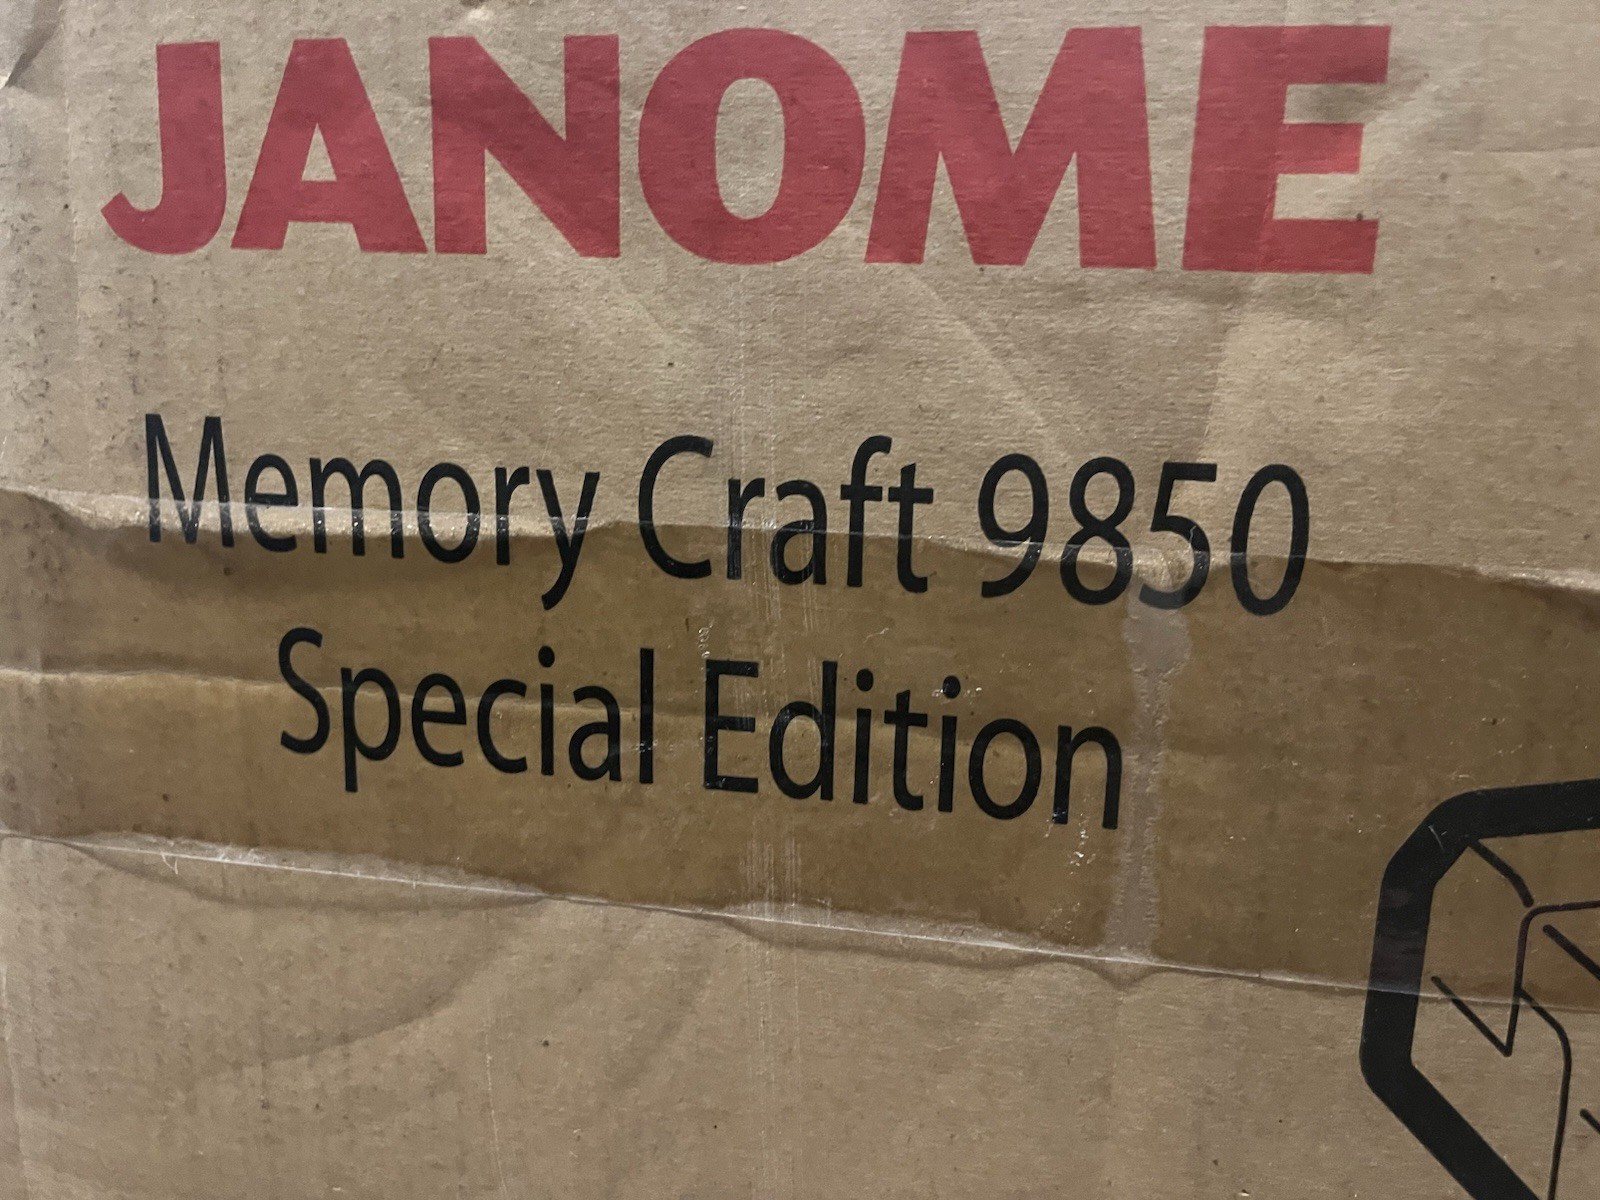 JANOME
Memory Craft 9850
Special Edition